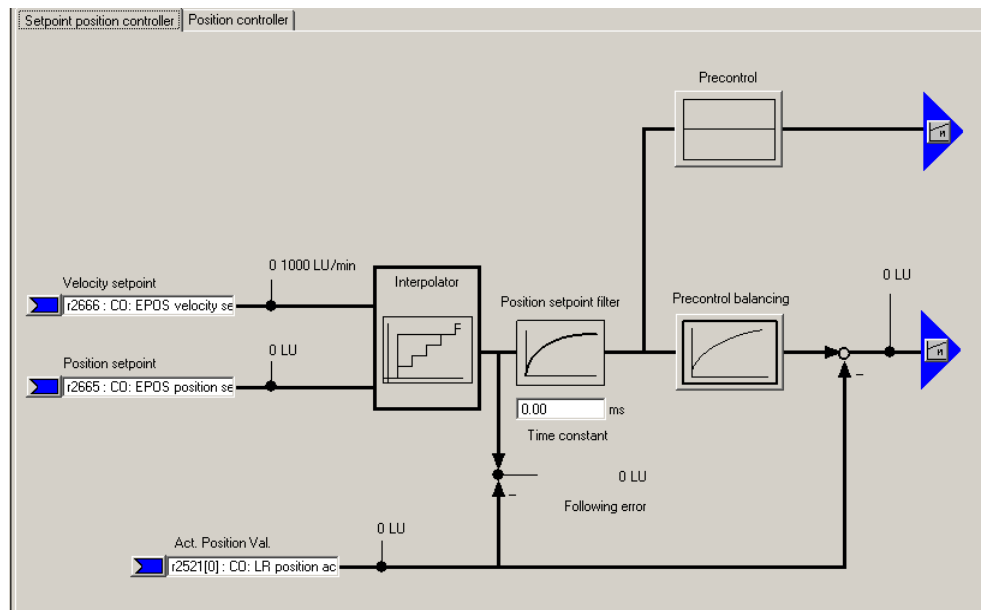 Setpoint position controller
Position controller
Precontrol
0 1000 LU/min
Interpolator
0 LU
Velocity setpoint
Position setpoint filter
Precontrol balancing
r2666 : CO: EPOS velocity se
F
0 LU
Position setpoint
r2665 : CO: EPOS position se
0.00 ms
Time constant
0 LU
Following error
0 LU
Act. Position Val.
r2521[0] : CO: LR position ac